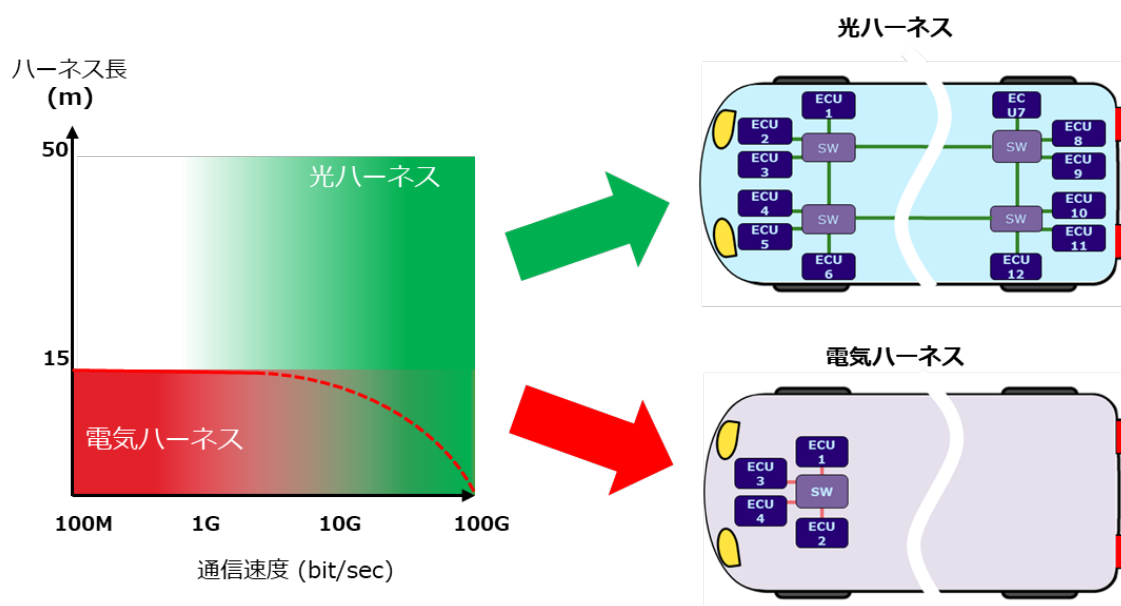 ハーネス長
(m)
50
15
光ハーネス
電気ハーネス
100M
1G
10G
100G
通信速度 (bit/sec)
光ハーネス
ECU
1
ECU
2
ECU
3
SW
ECU
4
ECU
5
SW
ECU
6
EC
U7
SW
ECU
8
ECU
9
SW
ECU
10
ECU
11
ECU
12
電気ハーネス
ECU
1
ECU
3
SW
ECU
4
ECU
2